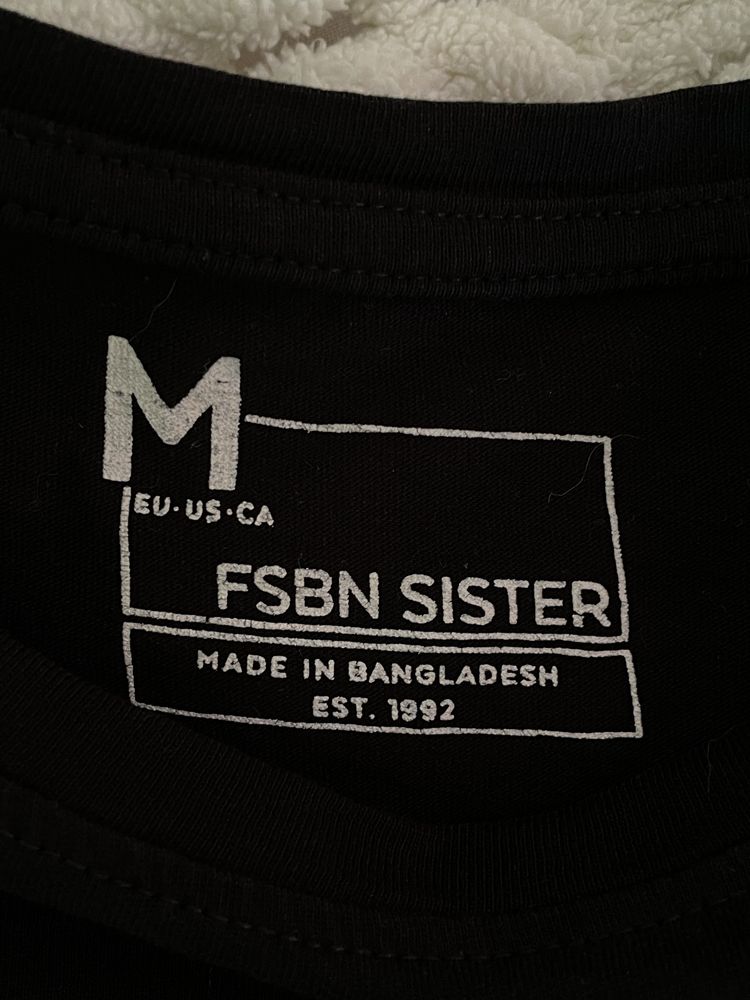 M
EU·US·CA
FSBN SISTER
MADE IN BANGLADESH
EST. 1992